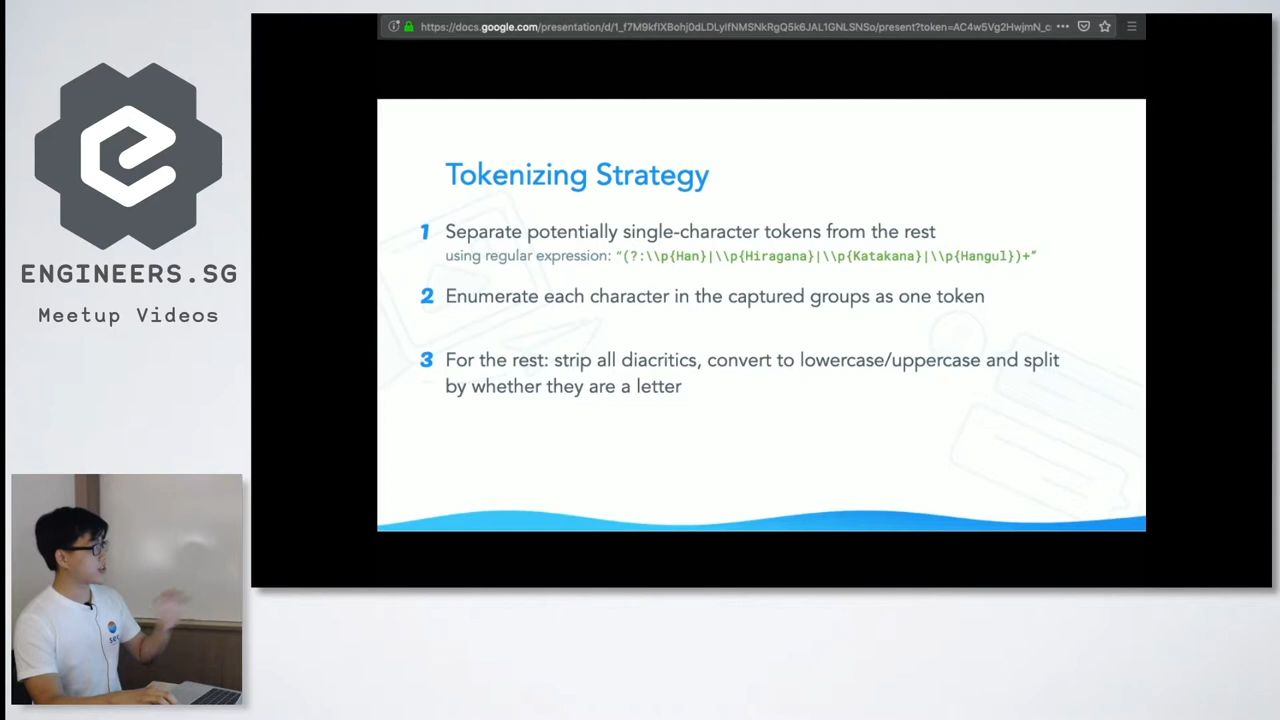 https://docs.google.com/presentation/d/1_f7M9kfIXBohj0dLDLyIfNMSNkRgQ5k6JAL1GNLSNSo/present?token=AC4w5Vg2HwjmN_c
ENGINEERS.SG
Meetup Videos
Tokenizing Strategy
1 Separate potentially single-character tokens from the rest
using regular expression: “(?:\\p{Han}|\\p{Hiragana}|\\p{Katakana}|\\p{Hangul})+”
2 Enumerate each character in the captured groups as one token
3 For the rest: strip all diacritics, convert to lowercase/uppercase and split
by whether they are a letter